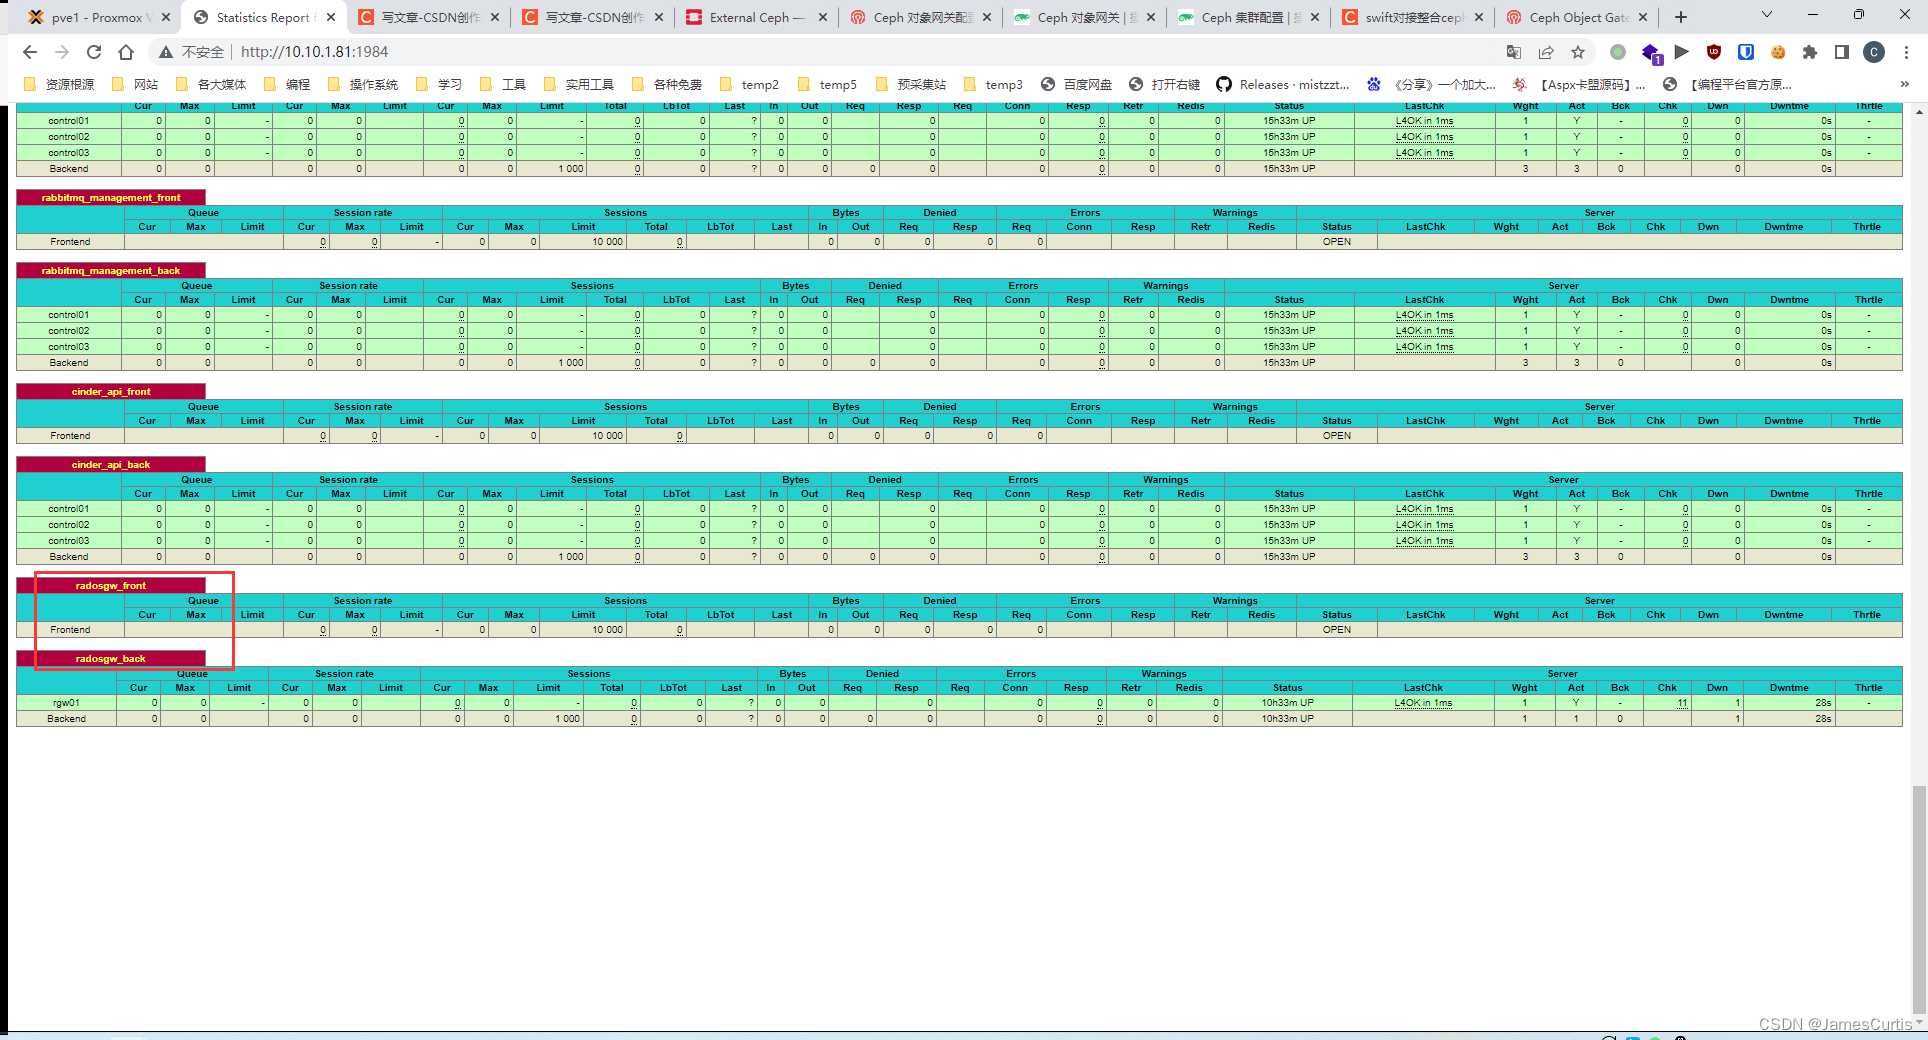 pve1 - Proxmox V
Statistics Report f
写文章-CSDN创作
写文章-CSDN创作
External Ceph —
Ceph 对象网关配
Ceph 对象网关 |
Ceph 集群配置 |
swift对接整合cep
Ceph Object Gat
不安全 http://10.10.1.81:1984
资源根源 网站 各大媒体 编程 操作系统 学习 工具 实用工具 各种免费 temp2 temp5 预采集站 temp3 百度网盘 打开右键 Releases · mistzzt... 《分享》一个加大... 【Aspx卡盟源码】... 【编程平台官方原... »
Cur Max Limit Cur Max Limit Cur Max Limit Total LbTot Last In Out Req Resp Req Conn Resp Retr Redis Status LastChk Wght Act Bck Chk Dwn Dwntme Thrtle
control01 0 0 - 0 0 0 0 - 0 0 ? 0 0 0 0 0 0 0 15h33m UP L4OK in 1ms 1 Y - 0 0 0s -
control02 0 0 - 0 0 0 0 - 0 0 ? 0 0 0 0 0 0 0 15h33m UP L4OK in 1ms 1 Y - 0 0 0s -
control03 0 0 - 0 0 0 0 - 0 0 ? 0 0 0 0 0 0 0 15h33m UP L4OK in 1ms 1 Y - 0 0 0s -
Backend 0 0 0 0 0 0 1 000 0 0 ? 0 0 0 0 0 0 0 0 15h33m UP 3 3 0 0 0s
rabbitmq_management_front
Queue Session rate Sessions Bytes Denied Errors Warnings Server
Cur Max Limit Cur Max Limit Cur Max Limit Total LbTot Last In Out Req Resp Req Conn Resp Retr Redis Status LastChk Wght Act Bck Chk Dwn Dwntme Thrtle
Frontend 0 0 - 0 0 10 000 0 0 0 0 0 0 OPEN
rabbitmq_management_back
Queue Session rate Sessions Bytes Denied Errors Warnings Server
Cur Max Limit Cur Max Limit Cur Max Limit Total LbTot Last In Out Req Resp Req Conn Resp Retr Redis Status LastChk Wght Act Bck Chk Dwn Dwntme Thrtle
control01 0 0 - 0 0 0 0 - 0 0 ? 0 0 0 0 0 0 0 15h33m UP L4OK in 1ms 1 Y - 0 0 0s -
control02 0 0 - 0 0 0 0 - 0 0 ? 0 0 0 0 0 0 0 15h33m UP L4OK in 1ms 1 Y - 0 0 0s -
control03 0 0 - 0 0 0 0 - 0 0 ? 0 0 0 0 0 0 0 15h33m UP L4OK in 1ms 1 Y - 0 0 0s -
Backend 0 0 0 0 0 0 1 000 0 0 ? 0 0 0 0 0 0 0 0 15h33m UP 3 3 0 0 0s
cinder_api_front
Queue Session rate Sessions Bytes Denied Errors Warnings Server
Cur Max Limit Cur Max Limit Cur Max Limit Total LbTot Last In Out Req Resp Req Conn Resp Retr Redis Status LastChk Wght Act Bck Chk Dwn Dwntme Thrtle
Frontend 0 0 - 0 0 10 000 0 0 0 0 0 0 OPEN
cinder_api_back
Queue Session rate Sessions Bytes Denied Errors Warnings Server
Cur Max Limit Cur Max Limit Cur Max Limit Total LbTot Last In Out Req Resp Req Conn Resp Retr Redis Status LastChk Wght Act Bck Chk Dwn Dwntme Thrtle
control01 0 0 - 0 0 0 0 - 0 0 ? 0 0 0 0 0 0 0 15h33m UP L4OK in 1ms 1 Y - 0 0 0s -
control02 0 0 - 0 0 0 0 - 0 0 ? 0 0 0 0 0 0 0 15h33m UP L4OK in 1ms 1 Y - 0 0 0s -
control03 0 0 - 0 0 0 0 - 0 0 ? 0 0 0 0 0 0 0 15h33m UP L4OK in 1ms 1 Y - 0 0 0s -
Backend 0 0 0 0 0 0 1 000 0 0 ? 0 0 0 0 0 0 0 0 15h33m UP 3 3 0 0 0s
radosgw_front
Queue Session rate Sessions Bytes Denied Errors Warnings Server
Cur Max Limit Cur Max Limit Cur Max Limit Total LbTot Last In Out Req Resp Req Conn Resp Retr Redis Status LastChk Wght Act Bck Chk Dwn Dwntme Thrtle
Frontend 0 0 - 0 0 10 000 0 0 0 0 0 0 OPEN
radosgw_back
Queue Session rate Sessions Bytes Denied Errors Warnings Server
Cur Max Limit Cur Max Limit Cur Max Limit Total LbTot Last In Out Req Resp Req Conn Resp Retr Redis Status LastChk Wght Act Bck Chk Dwn Dwntme Thrtle
rgw01 0 0 - 0 0 0 0 - 0 0 ? 0 0 0 0 0 0 0 10h33m UP L4OK in 1ms 1 Y - 11 1 28s -
Backend 0 0 0 0 0 0 1 000 0 0 ? 0 0 0 0 0 0 0 0 10h33m UP 1 1 0 1 28s
CSDN @JamesCurtis